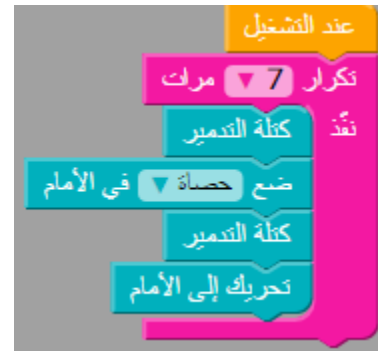 عند التشغيل
تكرار 7 ▼ مرات
نفّذ كتلة التدمير
ضع حصاة ▼ في الأمام
كتلة التدمير
تحريك إلى الأمام